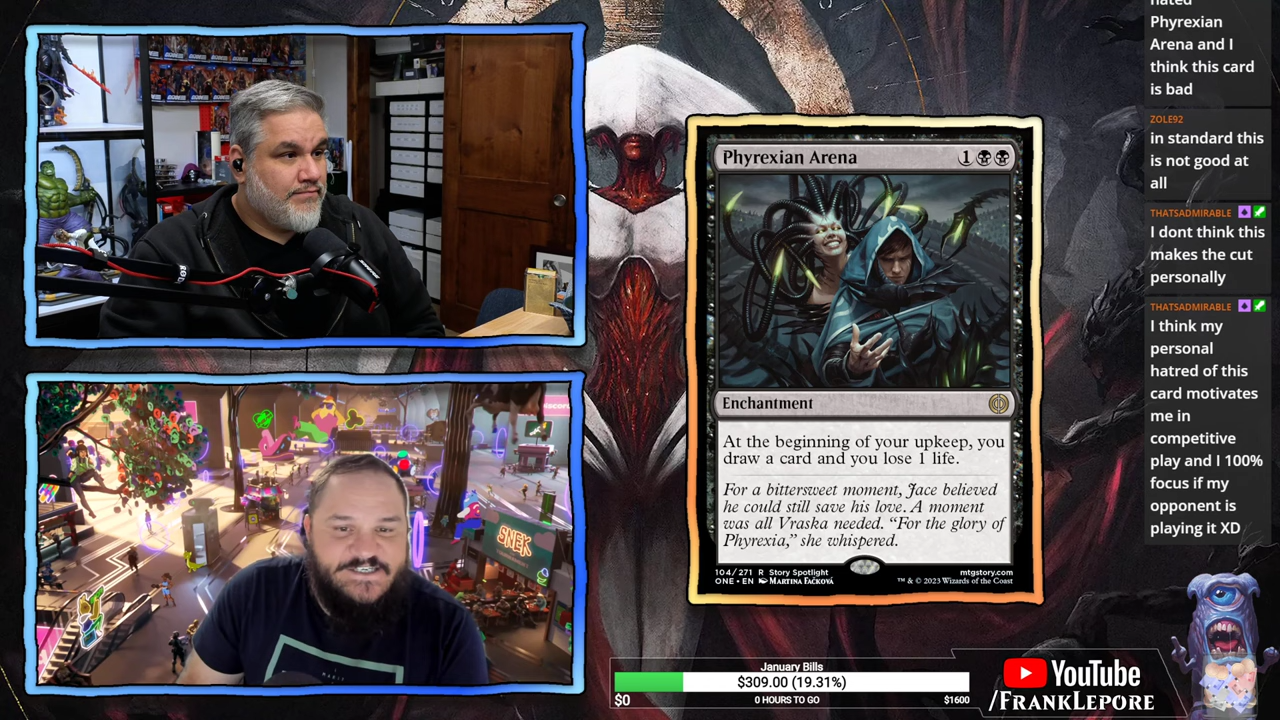 Phyrexian Arena
1
Enchantment
At the beginning of your upkeep, you
draw a card and you lose 1 life.
For a bittersweet moment, Jace believed
he could still save his love. A moment
was all Vraska needed. “For the glory of
Phyrexia,” she whispered.
104/271 R Story Spotlight
ONE • EN Martina Fačková
mtgstory.com
™ & © 2023 Wizards of the Coast
hated
Phyrexian
Arena and I
think this card
is bad
ZOLE92
in standard this
is not good at
all
THATSADMIRABLE
I dont think this
makes the cut
personally
THATSADMIRABLE
I think my
personal
hatred of this
card motivates
me in
competitive
play and I 100%
focus if my
opponent is
playing it XD
SNEK
January Bills
$309.00 (19.31%)
$0
0 HOURS TO GO
$1600
YouTube
/FRANKLEPORE